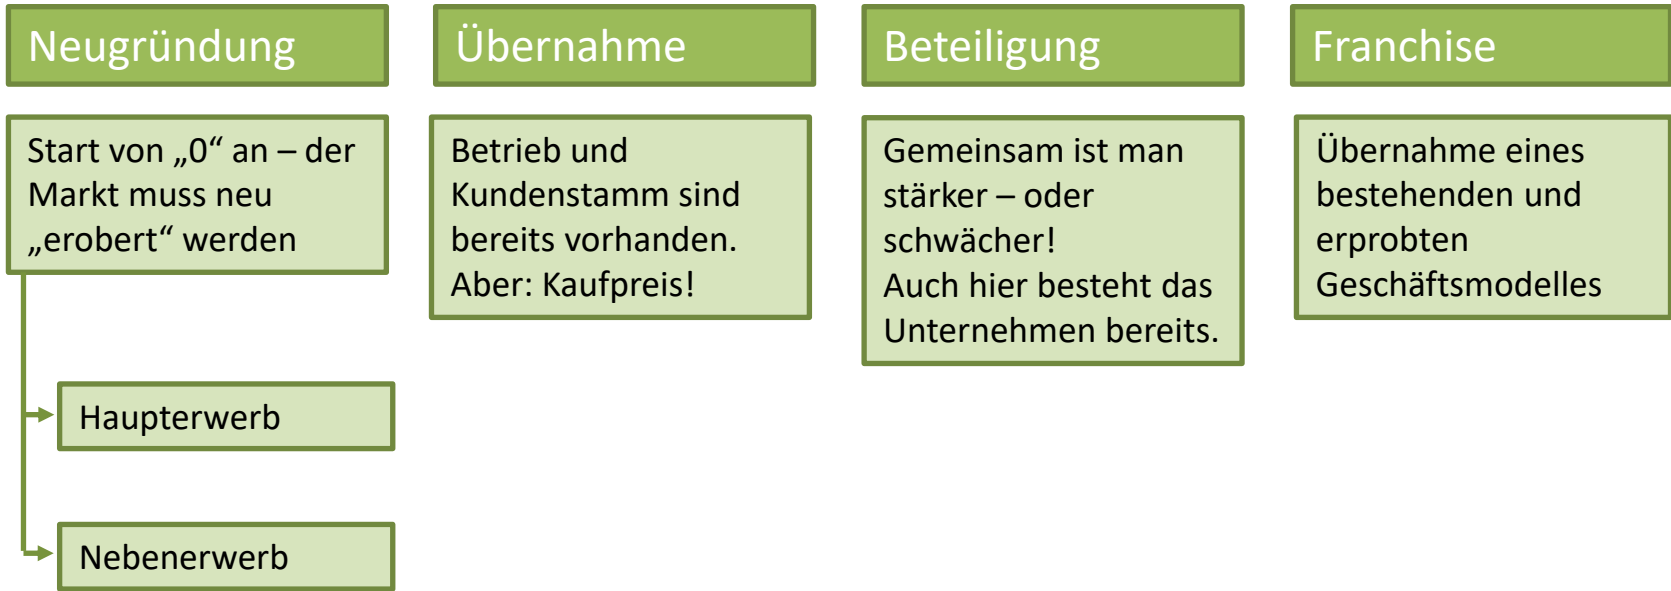 Neugründung
Start von „0“ an – der
Markt muss neu
„erobert“ werden
Haupterwerb
Nebenerwerb
Übernahme
Betrieb und
Kundenstamm sind
bereits vorhanden.
Aber: Kaufpreis!
Beteiligung
Gemeinsam ist man
stärker – oder
schwächer!
Auch hier besteht das
Unternehmen bereits.
Franchise
Übernahme eines
bestehenden und
erprobten
Geschäftsmodelles